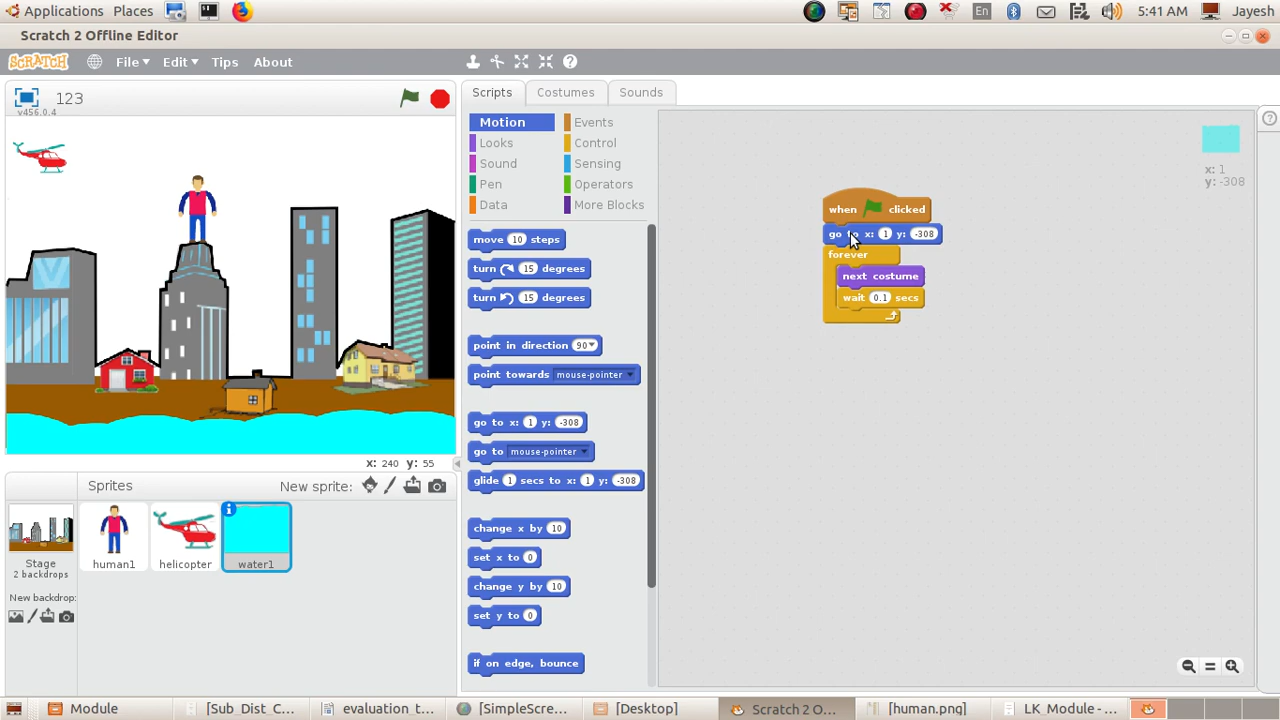 Applications Places En 5:41 AM Jayesh
Scratch 2 Offline Editor
SCRATCH File Edit Tips About
123
v456.0.4
Scripts Costumes Sounds
Motion Events
Looks Control
Sound Sensing
Pen Operators
Data More Blocks
move 10 steps
turn 15 degrees
turn 15 degrees
point in direction 90
point towards mouse-pointer
go to x: 1 y: -308
go to mouse-pointer
glide 1 secs to x: 1 y: -308
change x by 10
set x to 0
change y by 10
set y to 0
if on edge, bounce
when clicked
go to x: 1 y: -308
forever
next costume
wait 0.1 secs
x: 1
y: -308
x: 240 y: 55
Sprites New sprite:
Stage
2 backdrops
New backdrop:
human1 helicopter water1
Module [Sub_Dist_C... evaluation_t... [SimpleScre... [Desktop] Scratch 2 O... [human.png] LK_Module - ...